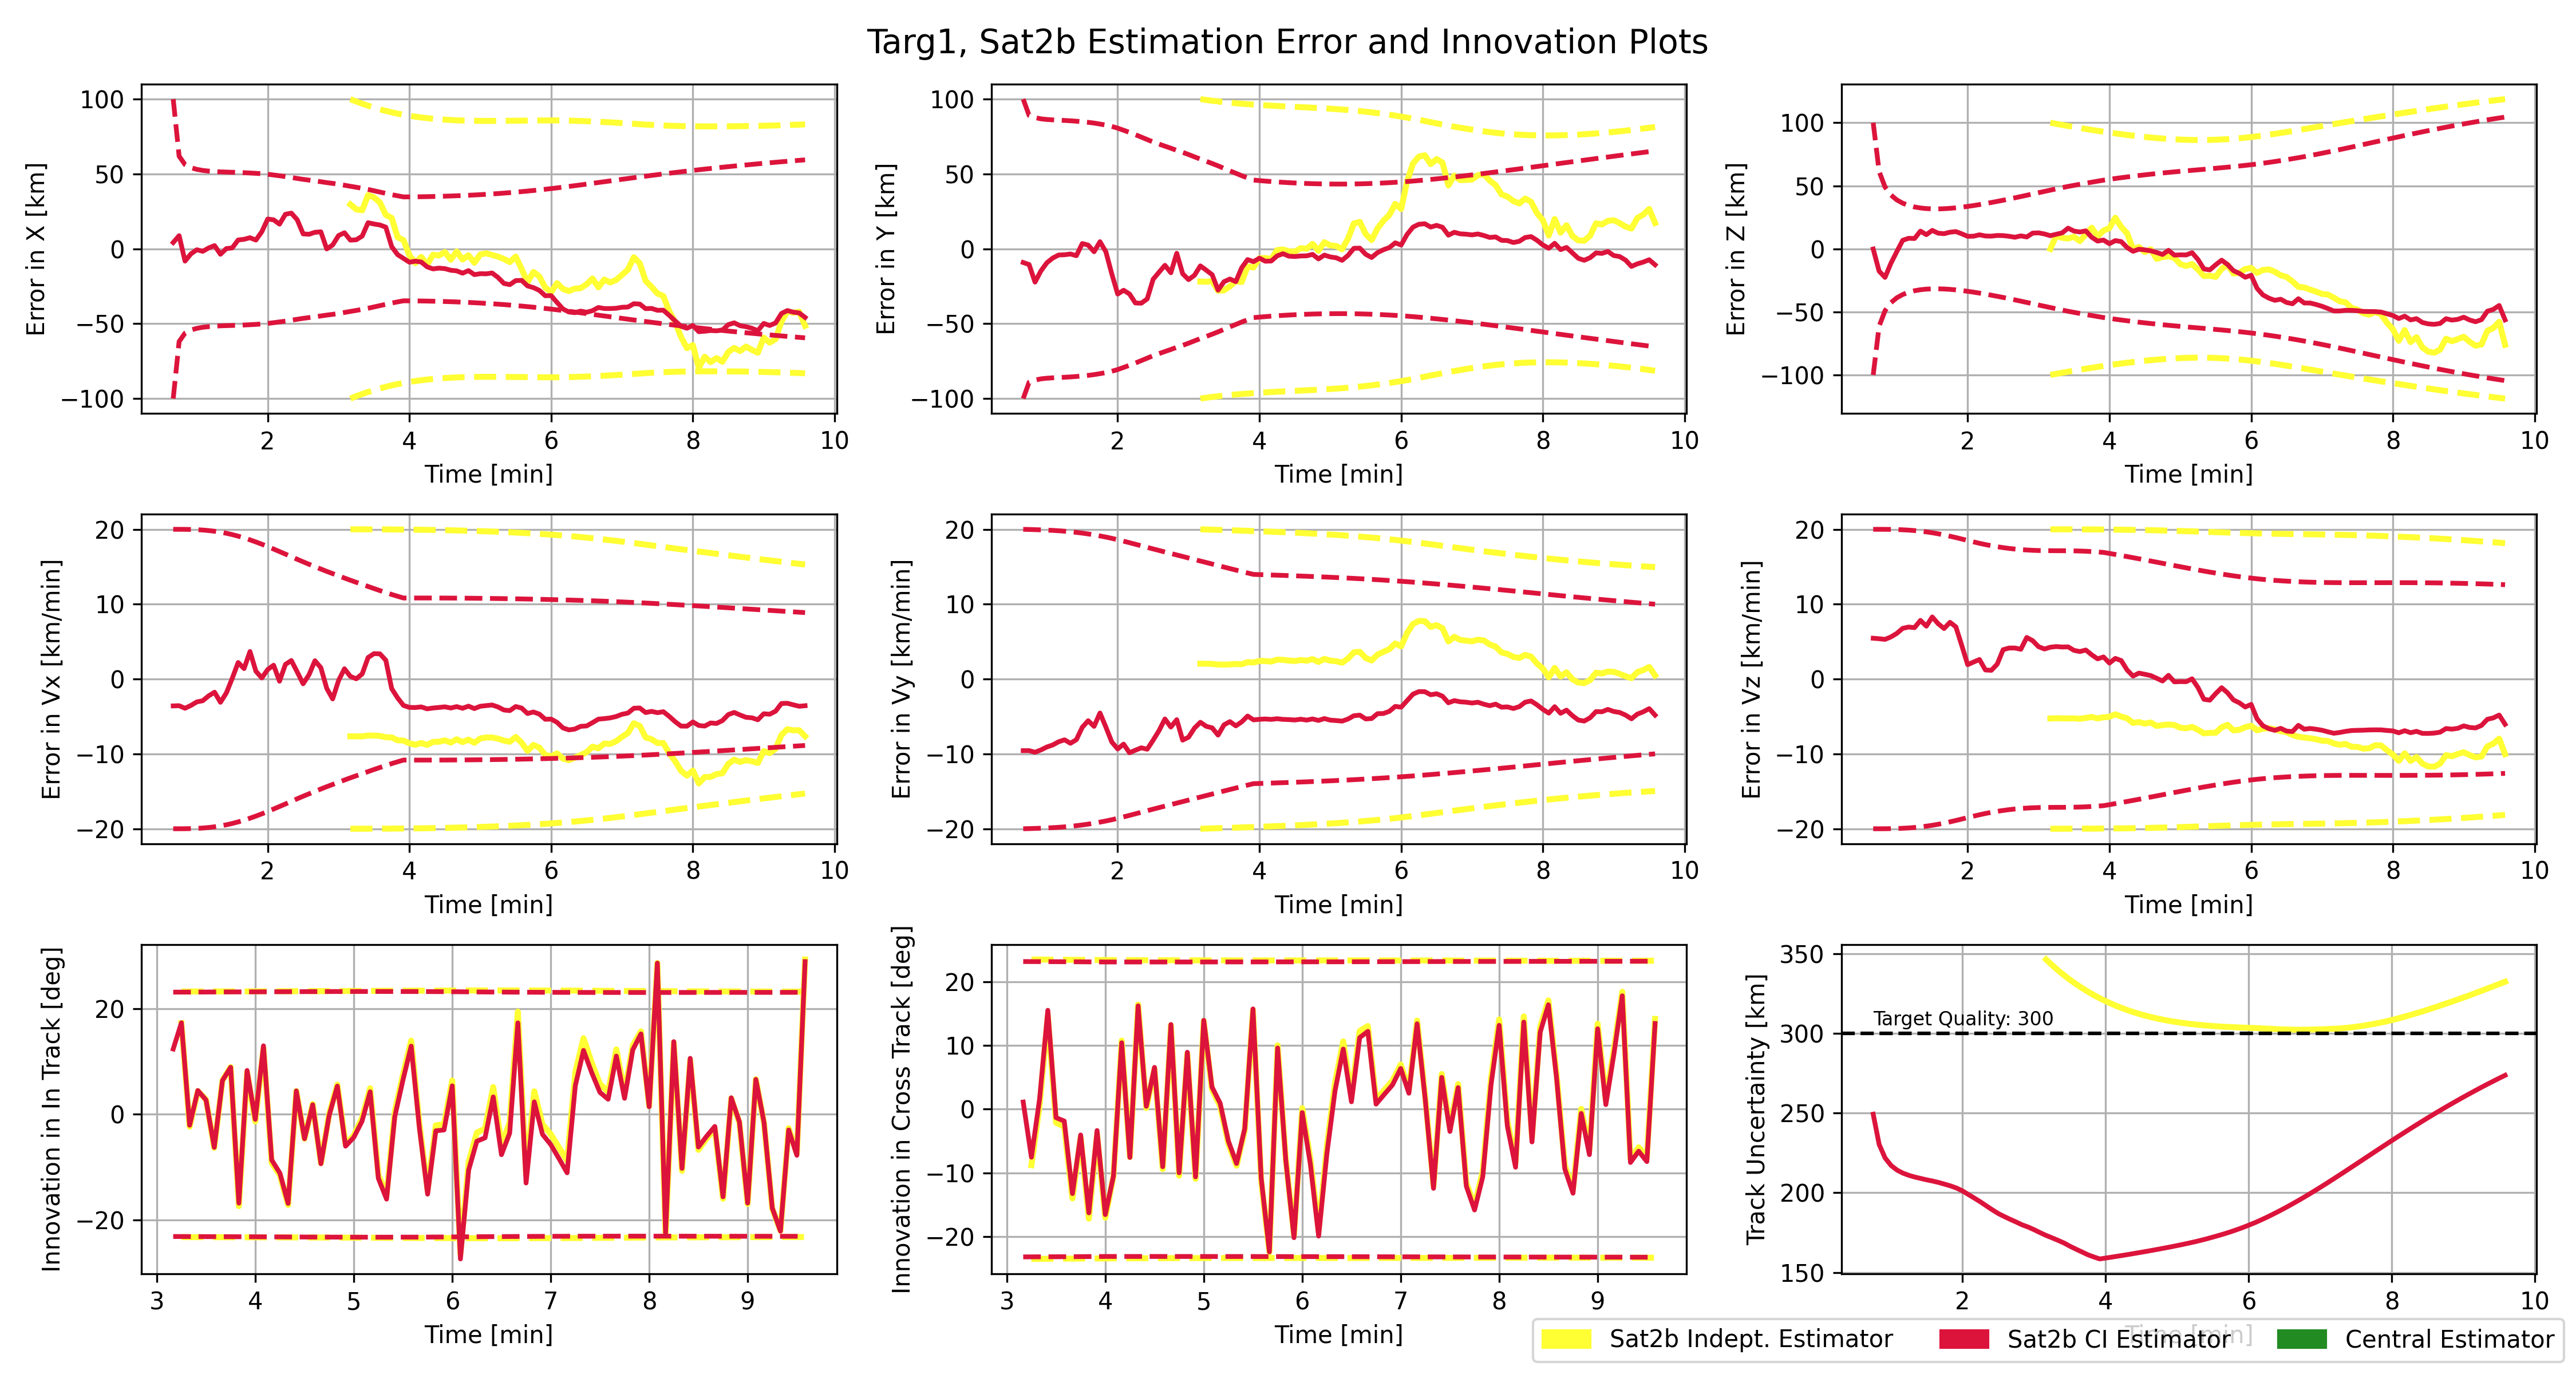 Targ1, Sat2b Estimation Error and Innovation Plots
Error in X [km]
100
50
0
−50
−100
2 4 6 8 10
Time [min]
Error in Y [km]
100
50
0
−50
−100
2 4 6 8 10
Time [min]
Error in Z [km]
100
50
0
−50
−100
2 4 6 8 10
Time [min]
Error in Vx [km/min]
20
10
0
−10
−20
2 4 6 8 10
Time [min]
Error in Vy [km/min]
20
10
0
−10
−20
2 4 6 8 10
Time [min]
Error in Vz [km/min]
20
10
0
−10
−20
2 4 6 8 10
Time [min]
Innovation in In Track [deg]
20
0
−20
3 4 5 6 7 8 9
Time [min]
Innovation in Cross Track [deg]
20
10
0
−10
−20
3 4 5 6 7 8 9
Time [min]
Track Uncertainty [km]
350
300
250
200
150
Target Quality: 300
2 4 6 8 10
Time [min]
Sat2b Indept. Estimator
Sat2b CI Estimator
Central Estimator